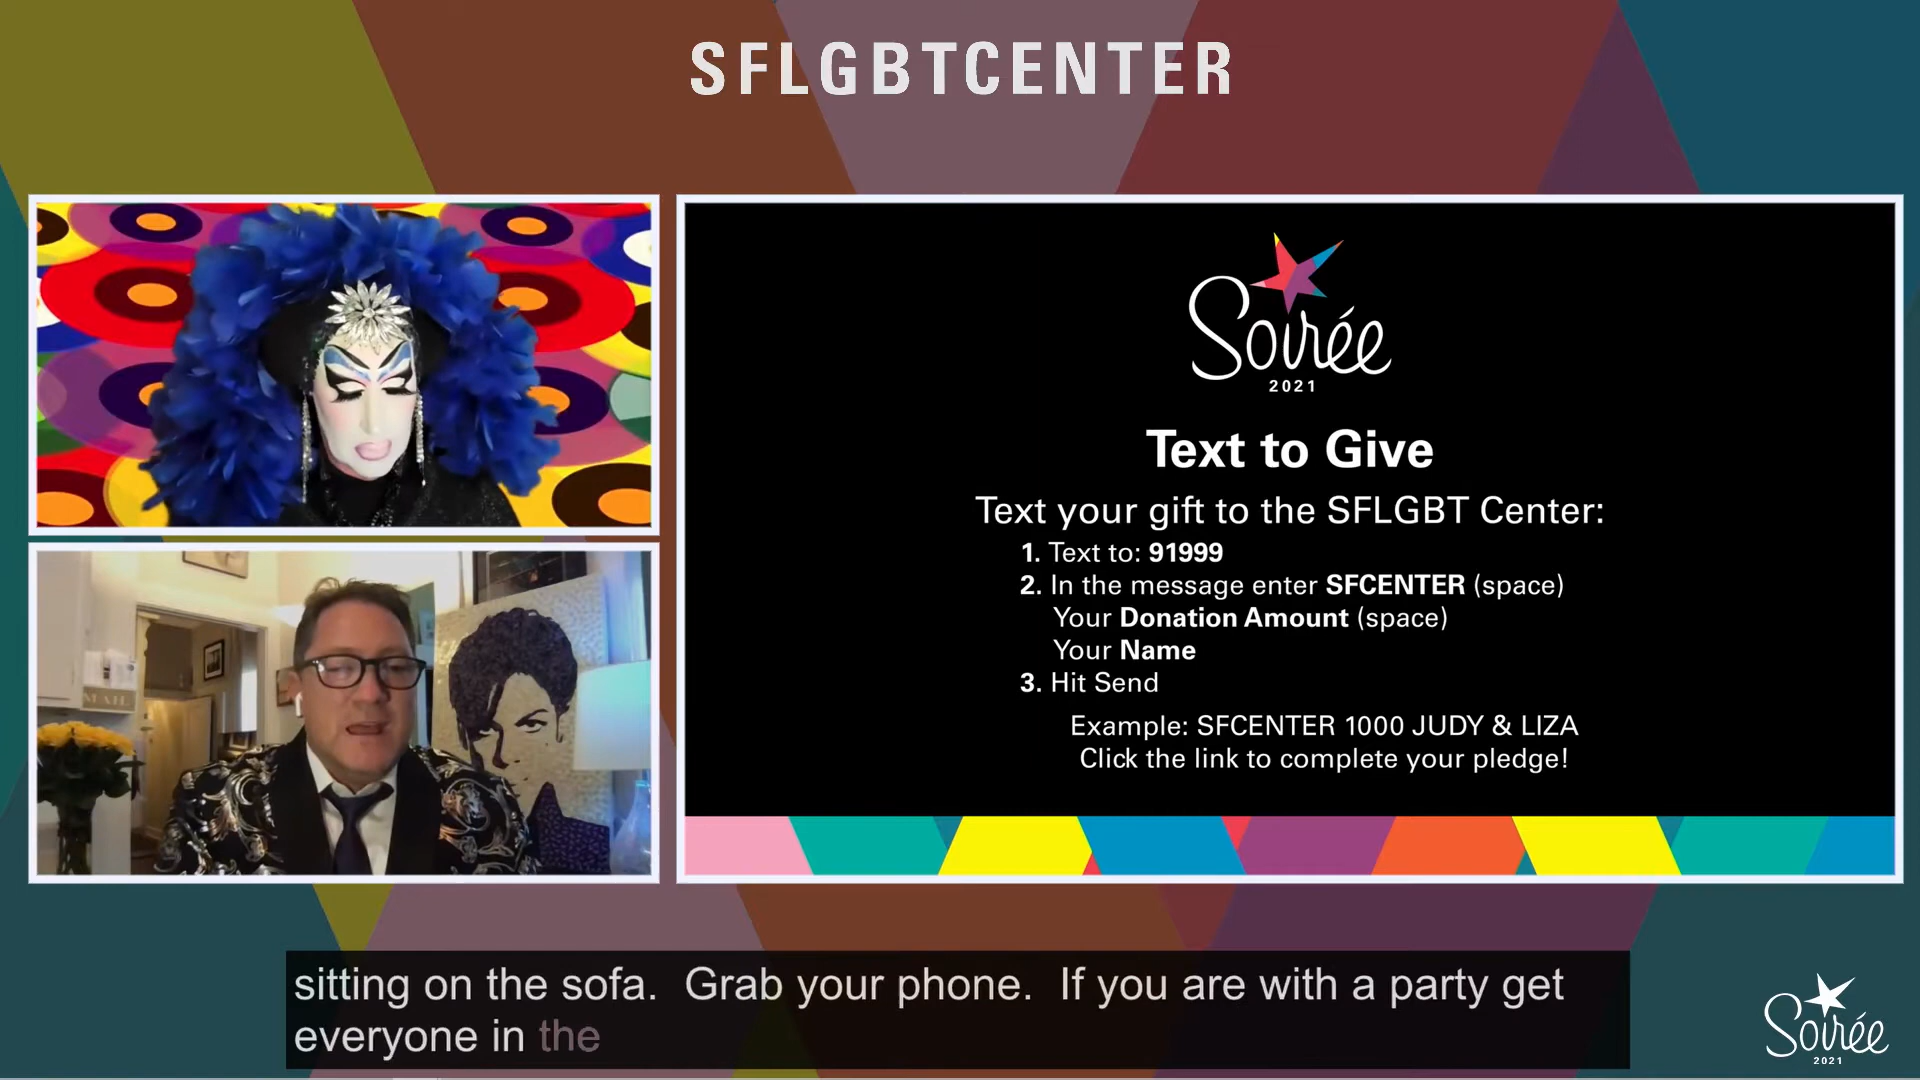 SFLGBTCENTER
MAIL
Soirée
2021
Text to Give
Text your gift to the SFLGBT Center:
1. Text to: 91999
2. In the message enter SFCENTER (space)
Your Donation Amount (space)
Your Name
3. Hit Send
Example: SFCENTER 1000 JUDY & LIZA
Click the link to complete your pledge!
sitting on the sofa. Grab your phone. If you are with a party get
everyone in the
Soirée
2021